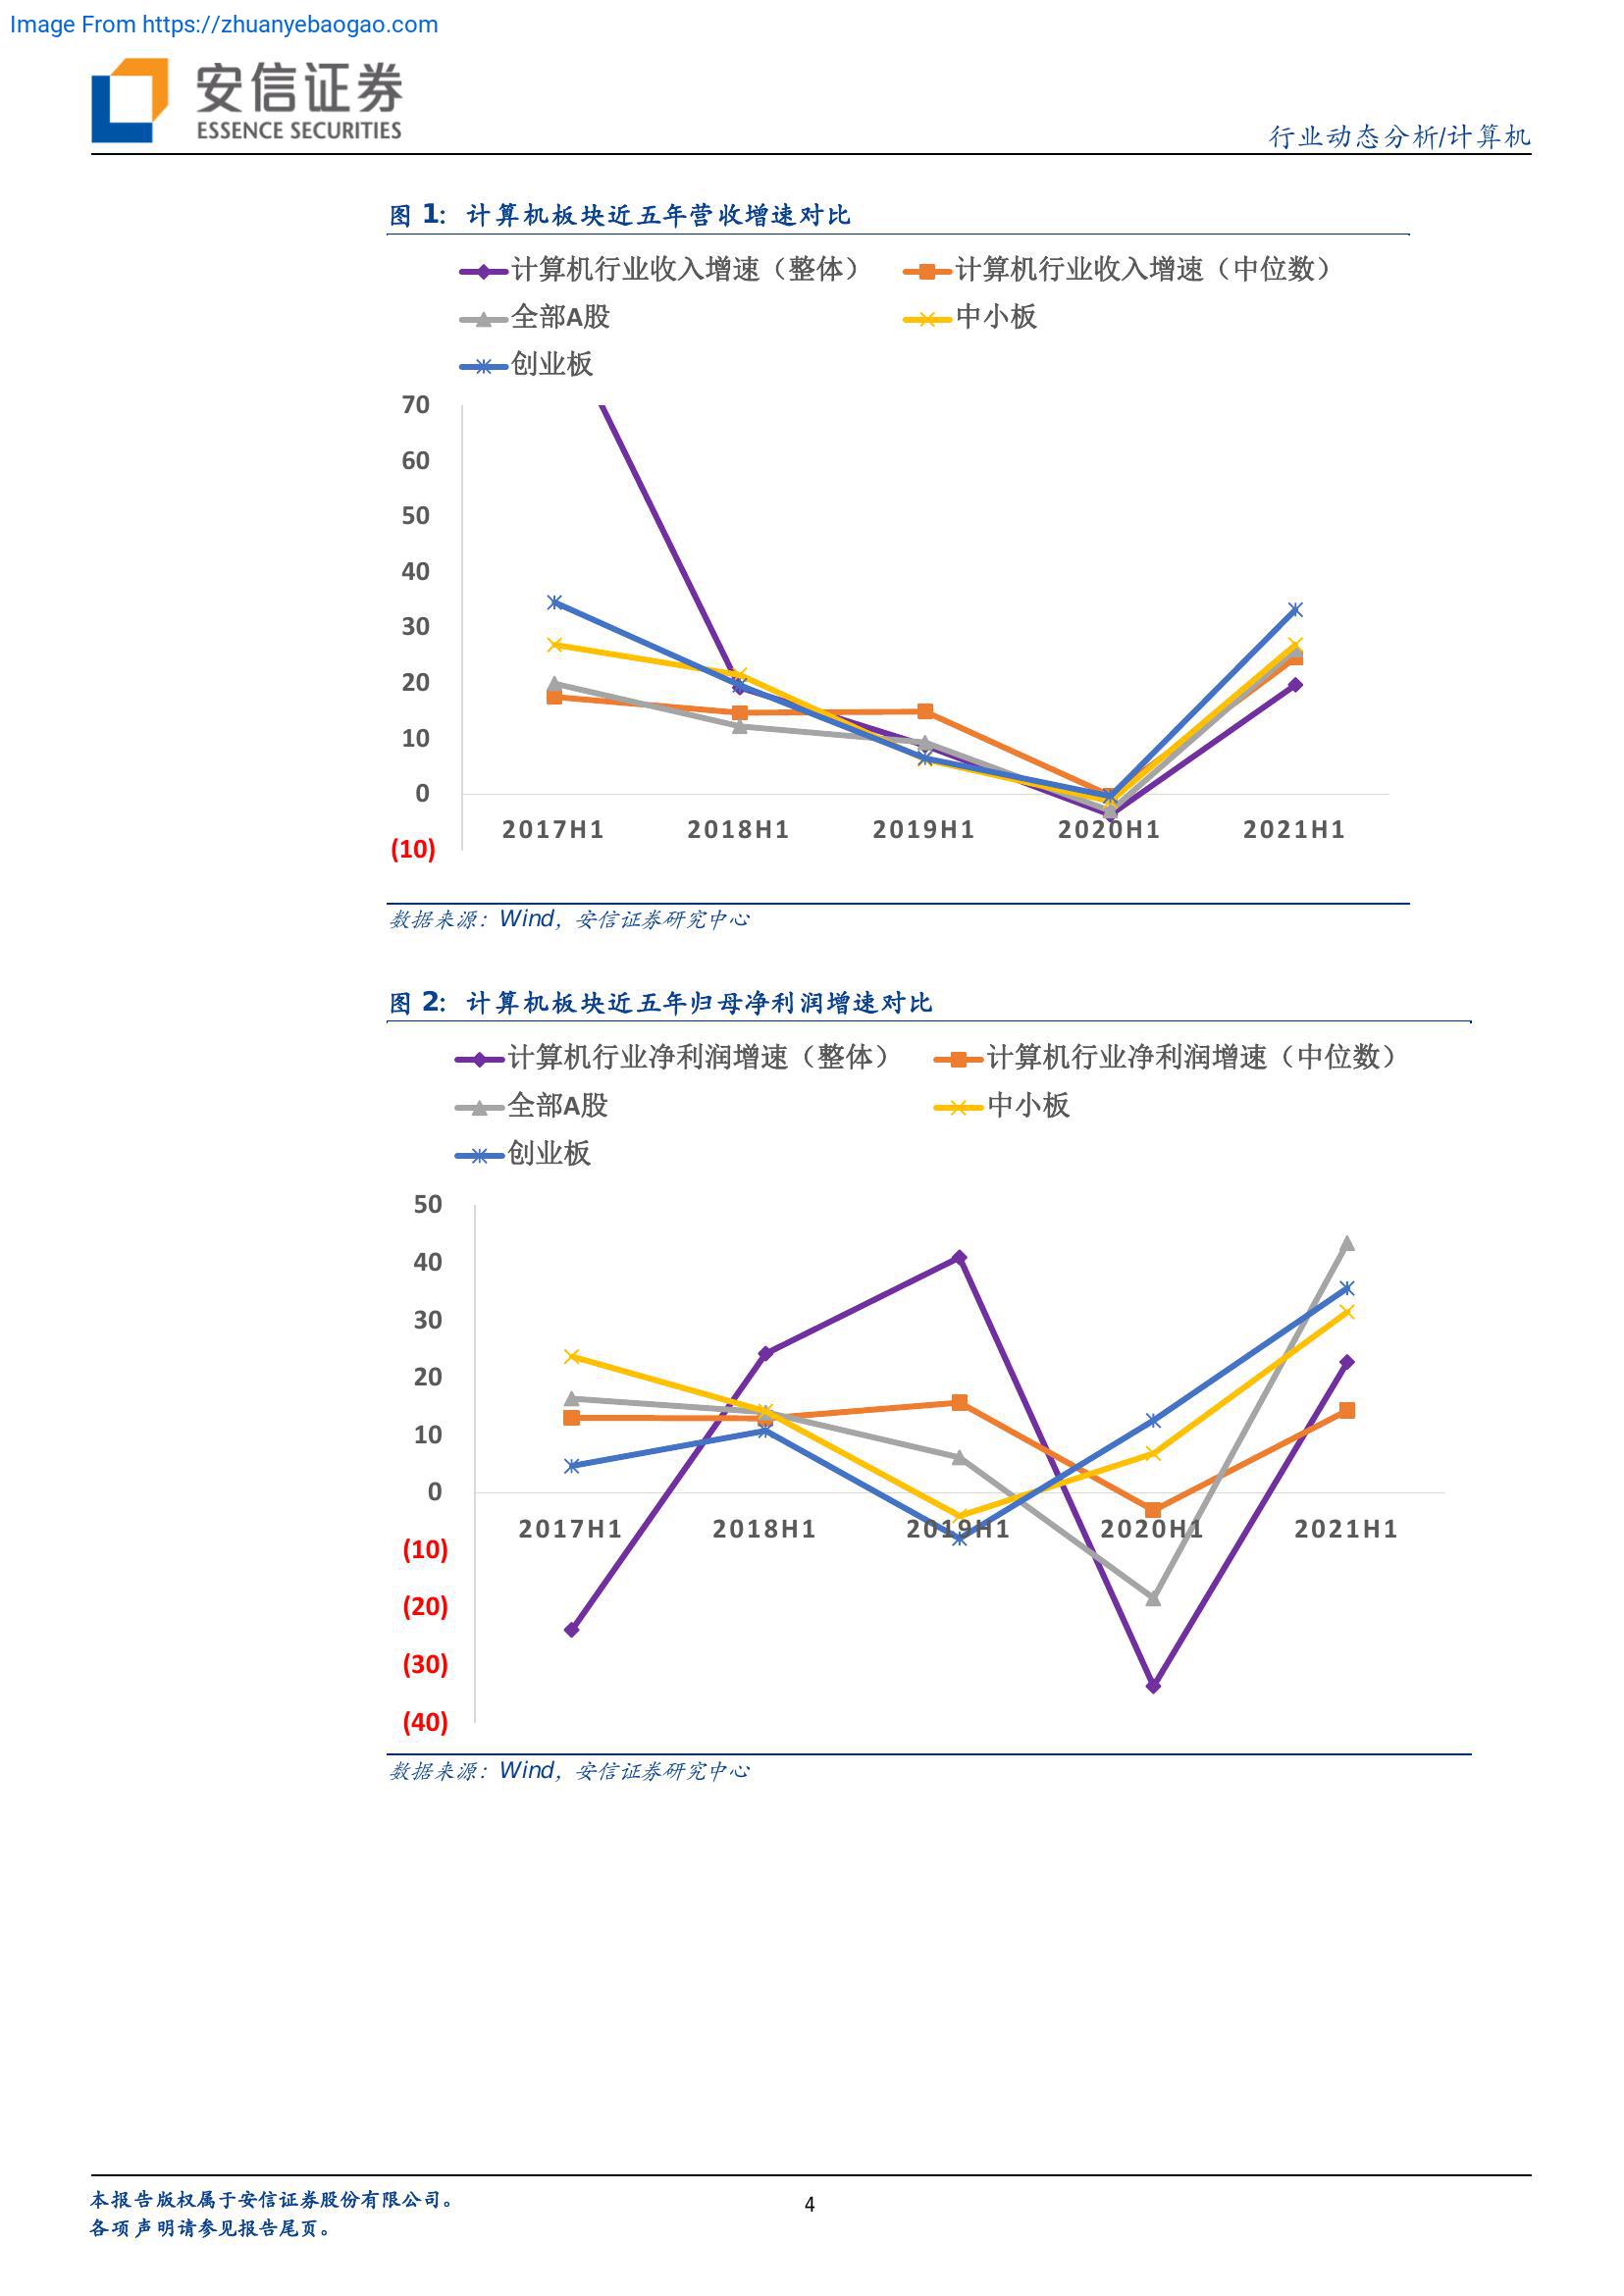 Image From https://zhuanyebaogao.com
安信证券
ESSENCE SECURITIES
行业动态分析/计算机
图 1：计算机板块近五年营收增速对比
计算机行业收入增速（整体） 计算机行业收入增速（中位数）
全部A股 中小板
创业板
70
60
50
40
30
20
10
0
2017H1 2018H1 2019H1 2020H1 2021H1
(10)
数据来源：Wind，安信证券研究中心
图 2：计算机板块近五年归母净利润增速对比
计算机行业净利润增速（整体） 计算机行业净利润增速（中位数）
全部A股 中小板
创业板
50
40
30
20
10
0
2017H1 2018H1 2019H1 2020H1 2021H1
(10)
(20)
(30)
(40)
数据来源：Wind，安信证券研究中心
本报告版权属于安信证券股份有限公司。
4
各项声明请参见报告尾页。